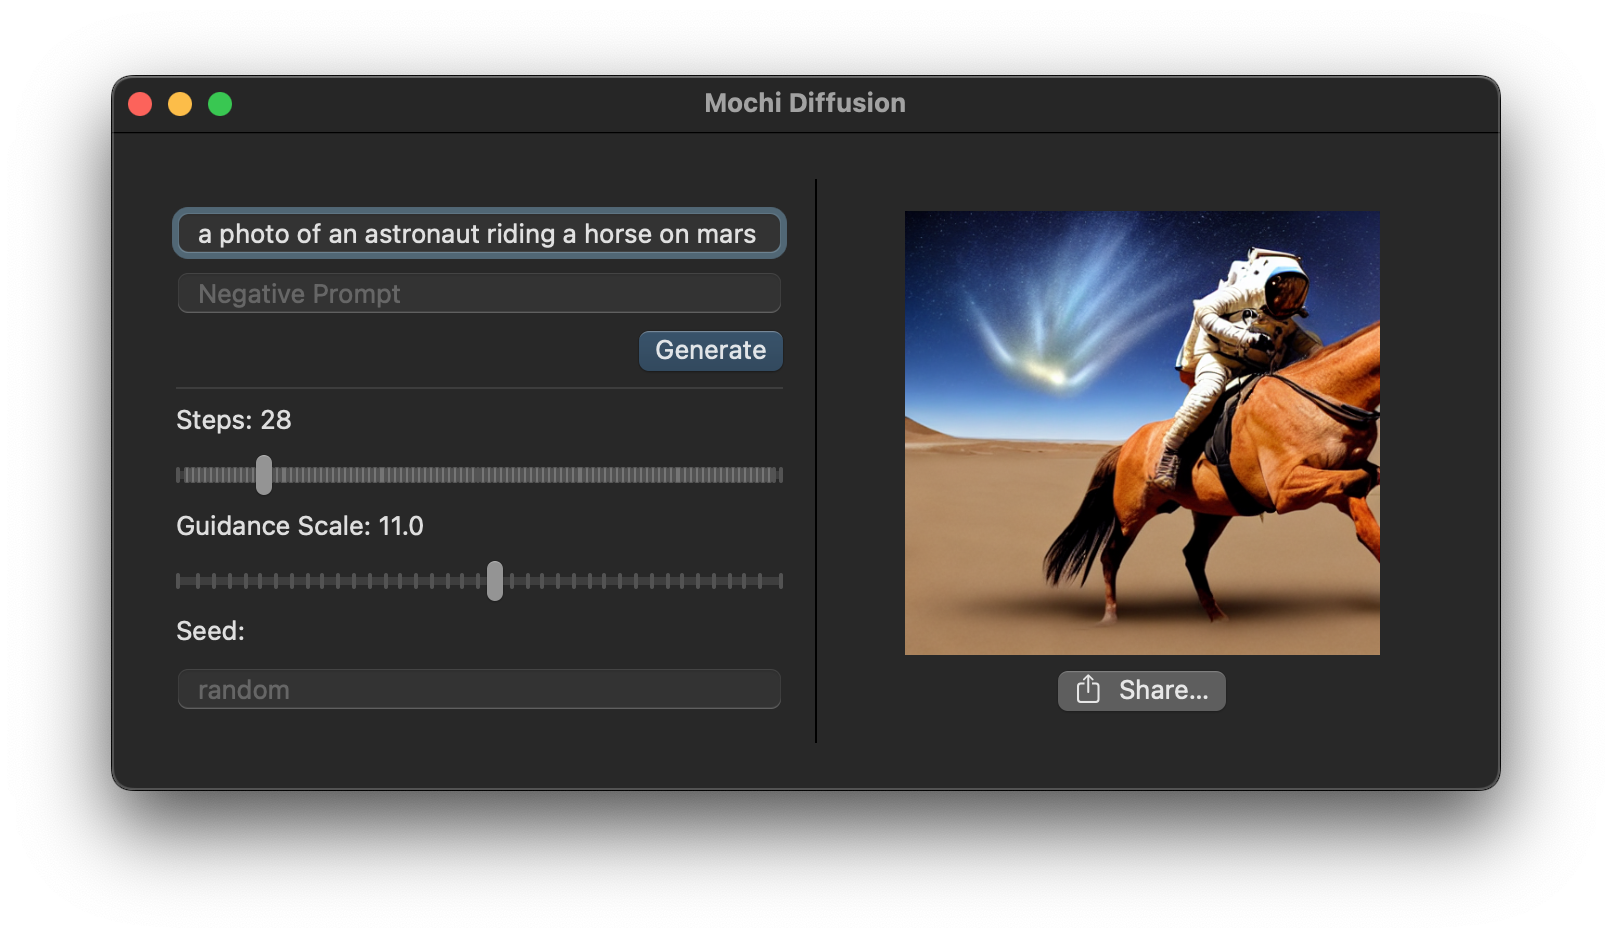 Mochi Diffusion
a photo of an astronaut riding a horse on mars
Negative Prompt
Generate
Steps: 28
Guidance Scale: 11.0
Seed:
random
Share...